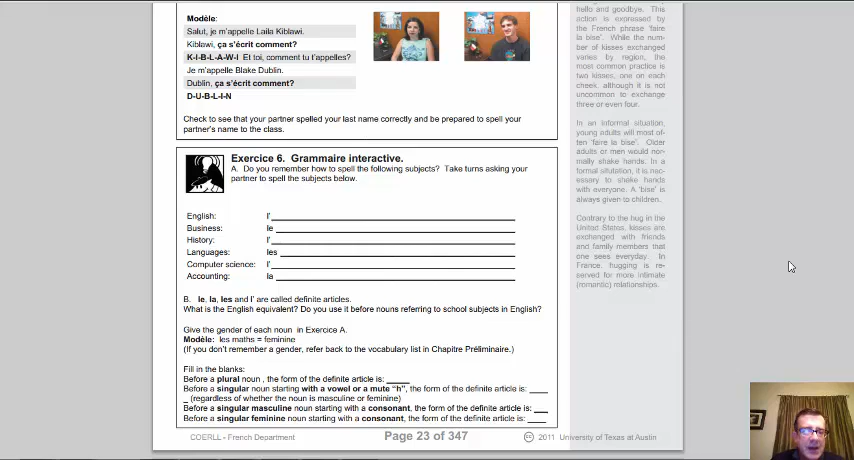 Modèle:
Salut, je m'appelle Laila Kiblawi.
Kiblawi, ça s'écrit comment?
K-I-B-L-A-W-I Et toi, comment tu t'appelles?
Je m'appelle Blake Dublin.
Dublin, ça s'écrit comment?
D-U-B-L-I-N
Check to see that your partner spelled your last name correctly and be prepared to spell your
partner's name to the class.
Exercice 6. Grammaire interactive.
A. Do you remember how to spell the following subjects? Take turns asking your
partner to spell the subjects below.
English: l'
Business: le
History: l'
Languages: les
Computer science: l'
Accounting: la
B. le, la, les and l' are called definite articles.
What is the English equivalent? Do you use it before nouns referring to school subjects in English?
Give the gender of each noun in Exercice A.
Modèle: les maths = feminine
(If you don't remember a gender, refer back to the vocabulary list in Chapitre Préliminaire.)
Fill in the blanks:
Before a plural noun , the form of the definite article is: ____
Before a singular noun starting with a vowel or a mute "h", the form of the definite article is: ____
_ (regardless of whether the noun is masculine or feminine)
Before a singular masculine noun starting with a consonant, the form of the definite article is: ___
Before a singular feminine noun starting with a consonant, the form of the definite article is: ____
hello and goodbye. This
action is expressed by
the French phrase 'faire
la bise'. While the num-
ber of kisses exchanged
varies by region, the
most common practice is
two kisses, one on each
cheek, although it is not
uncommon to exchange
three or even four.
In an informal situation,
young adults will most of-
ten 'faire la bise'. Older
adults or men would nor-
mally shake hands. In a
formal situtation, it is nec-
essary to shake hands
with everyone. A 'bise' is
always given to children.
Contrary to the hug in the
United States, kisses are
exchanged with friends
and family members that
one sees everyday. In
France, hugging is re-
served for more intimate
(romantic) relationships.
COERLL - French Department
Page 23 of 347
cc 2011 University of Texas at Austin